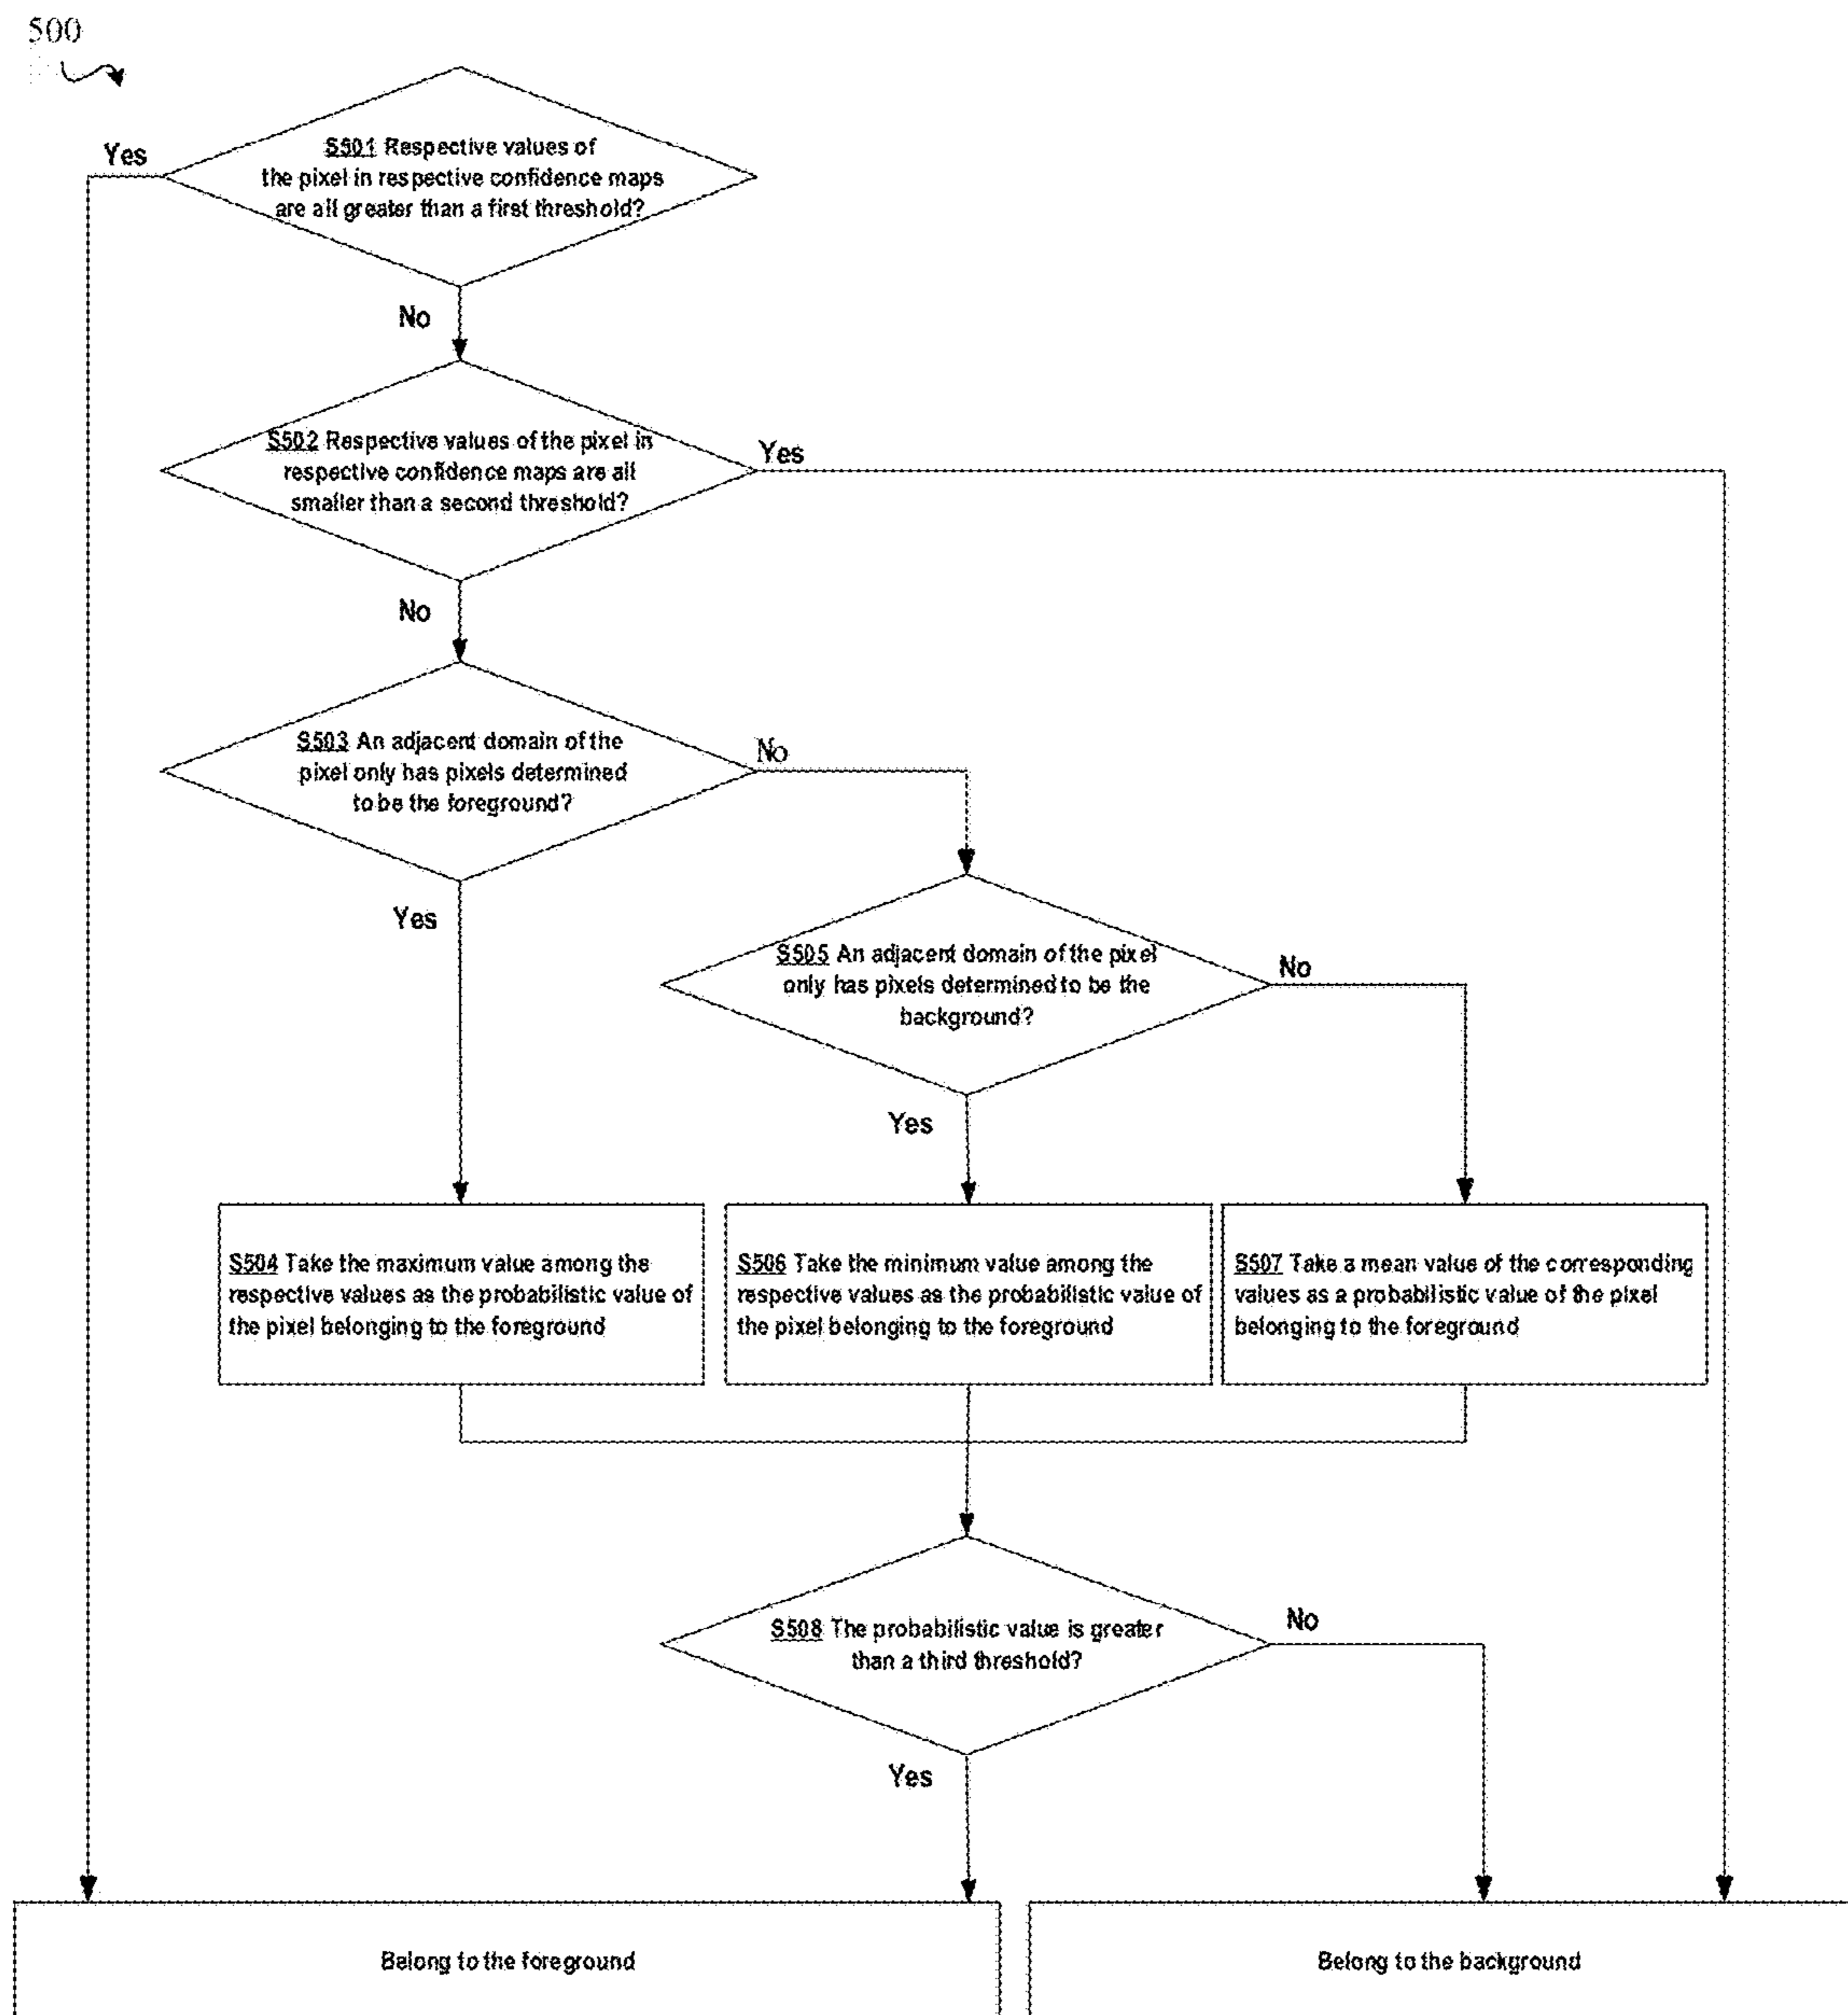 500
Yes
S501 Respective values of
the pixel in respective confidence maps
are all greater than a first threshold?
No
S502 Respective values of the pixel in
respective confidence maps are all
smaller than a second threshold?
Yes
No
S503 An adjacent domain of the
pixel only has pixels determined
to be the foreground?
No
Yes
S505 An adjacent domain of the pixel
only has pixels determined to be the
background?
No
Yes
S504 Take the maximum value among the
respective values as the probabilistic value of
the pixel belonging to the foreground
S506 Take the minimum value among the
respective values as the probabilistic value of
the pixel belonging to the foreground
S507 Take a mean value of the corresponding
values as a probabilistic value of the pixel
belonging to the foreground
S508 The probabilistic value is greater
than a third threshold?
No
Yes
Belong to the foreground
Belong to the background